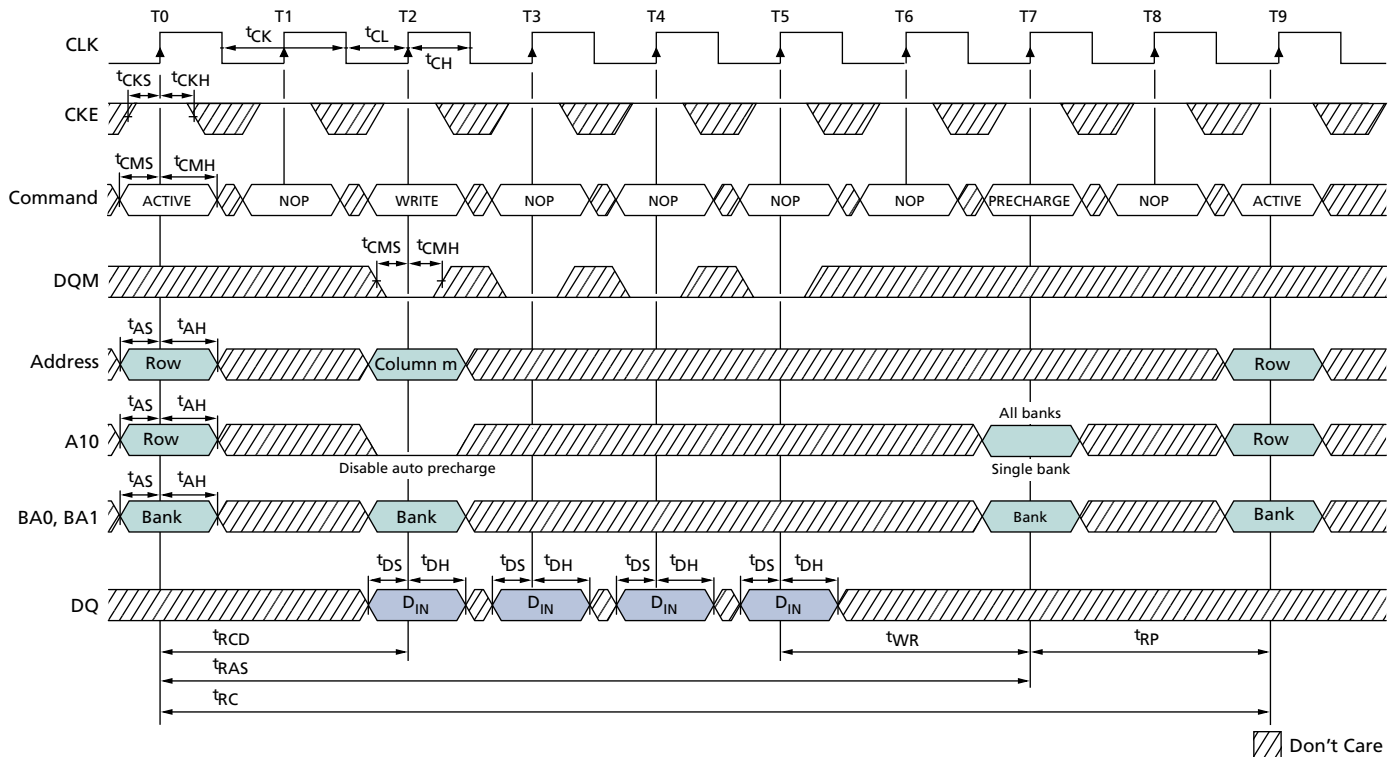 T0 T1 T2 T3 T4 T5 T6 T7 T8 T9
CLK tCK tCL tCH
tCKS tCKH
CKE
tCMS tCMH
Command ACTIVE NOP WRITE NOP NOP NOP NOP PRECHARGE NOP ACTIVE
tCMS tCMH
DQM
tAS tAH
Address Row Column m Row
tAS tAH All banks
A10 Row Row
Disable auto precharge Single bank
tAS tAH
BA0, BA1 Bank Bank Bank Bank
tDS tDH tDS tDH tDS tDH tDS tDH
DQ DIN DIN DIN DIN
tRCD tWR tRP
tRAS
tRC
Don't Care